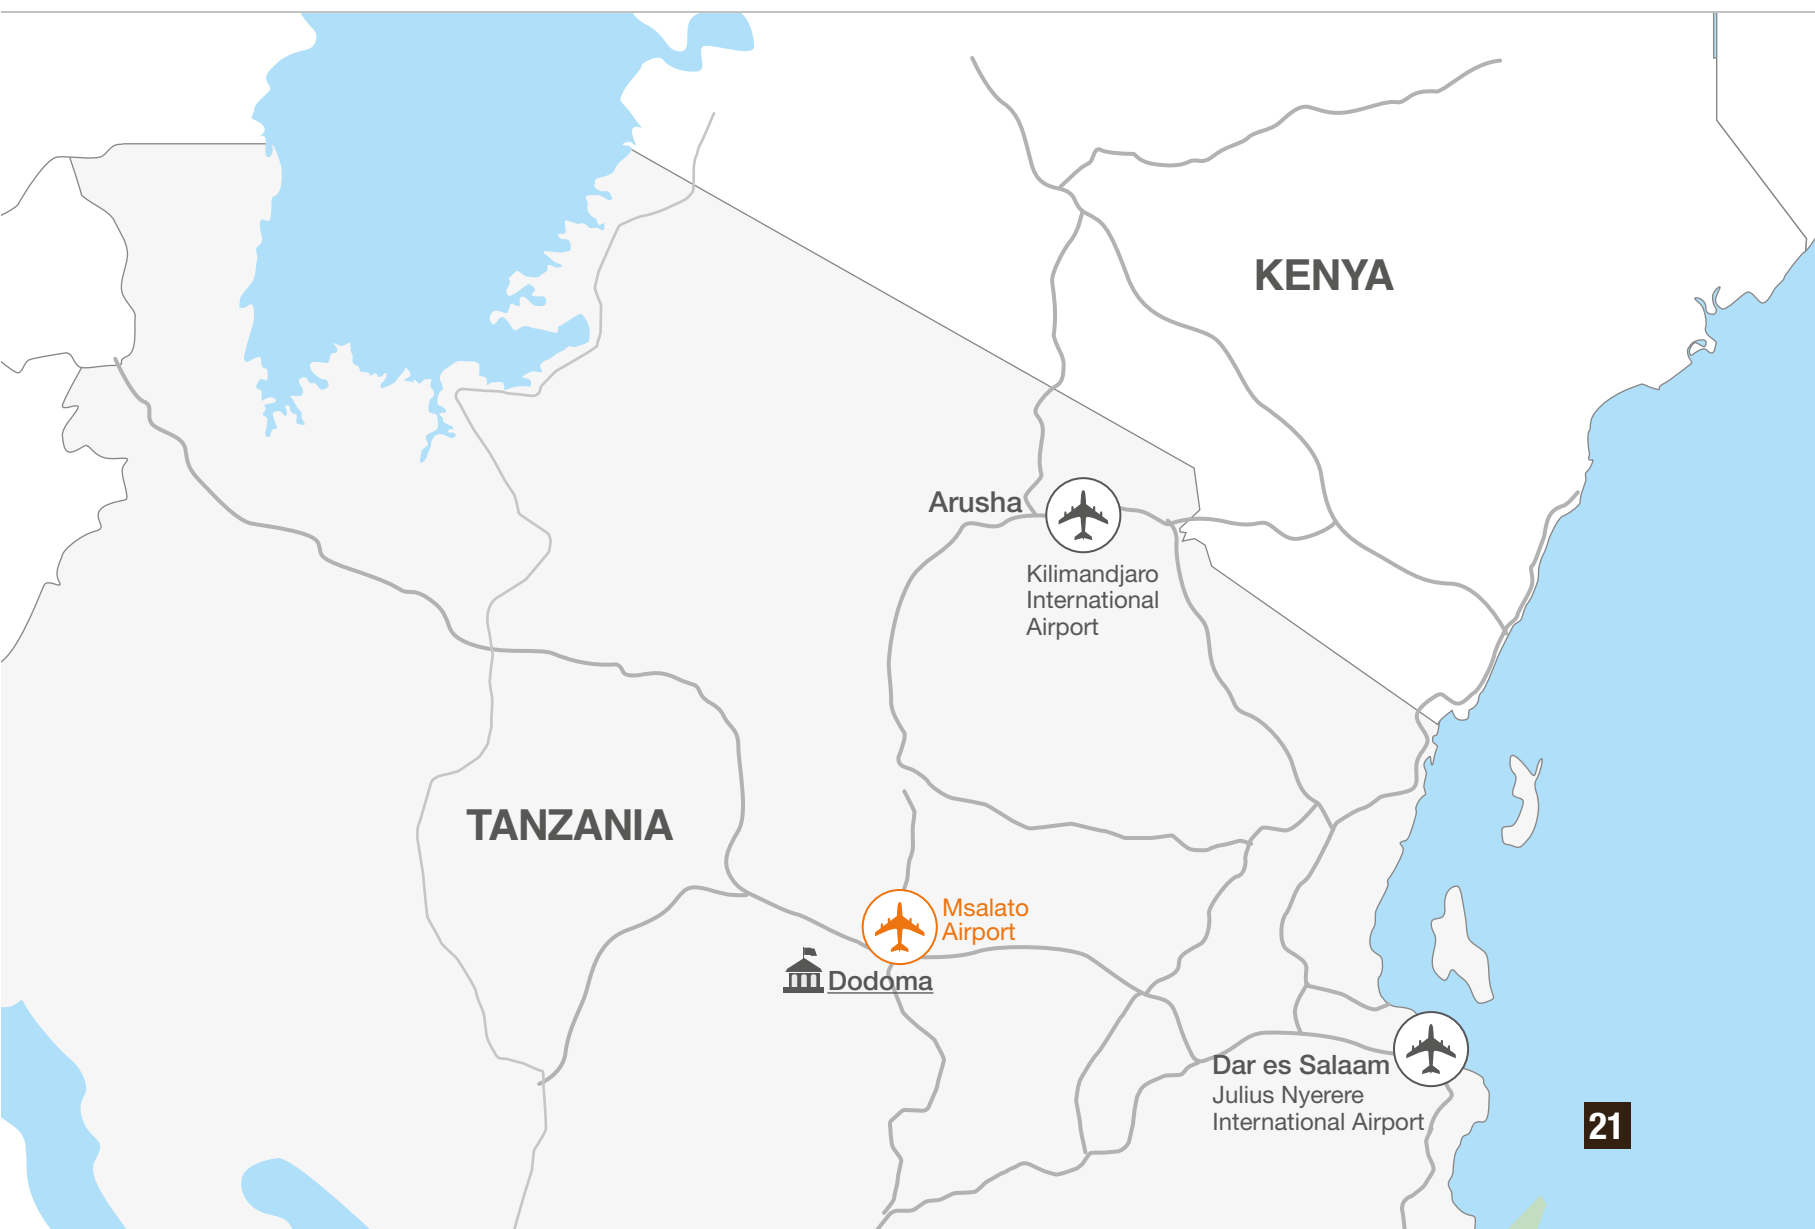 KENYA
Arusha
Kilimandjaro
International
Airport
TANZANIA
Msalato
Airport
Dodoma
Dar es Salaam
Julius Nyerere
International Airport
21